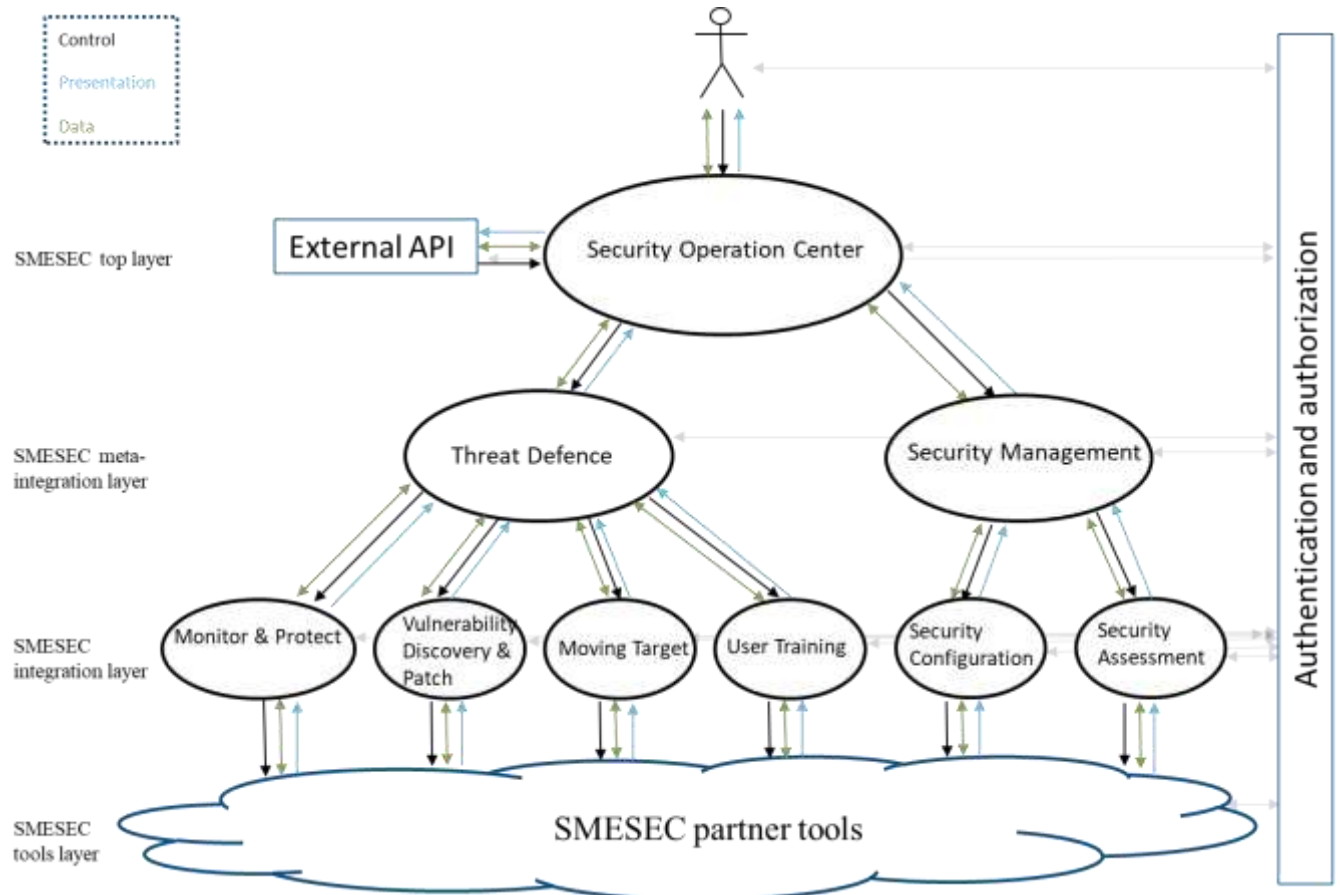 Control
Presentation
Data
External API
Security Operation Center
SMESEC top layer
Threat Defence
Security Management
SMESEC meta-
integration layer
Monitor & Protect
Vulnerability
Discovery &
Patch
Moving Target
User Training
Security
Configuration
Security
Assessment
SMESEC
integration layer
SMESEC partner tools
SMESEC
tools layer
Authentication and authorization